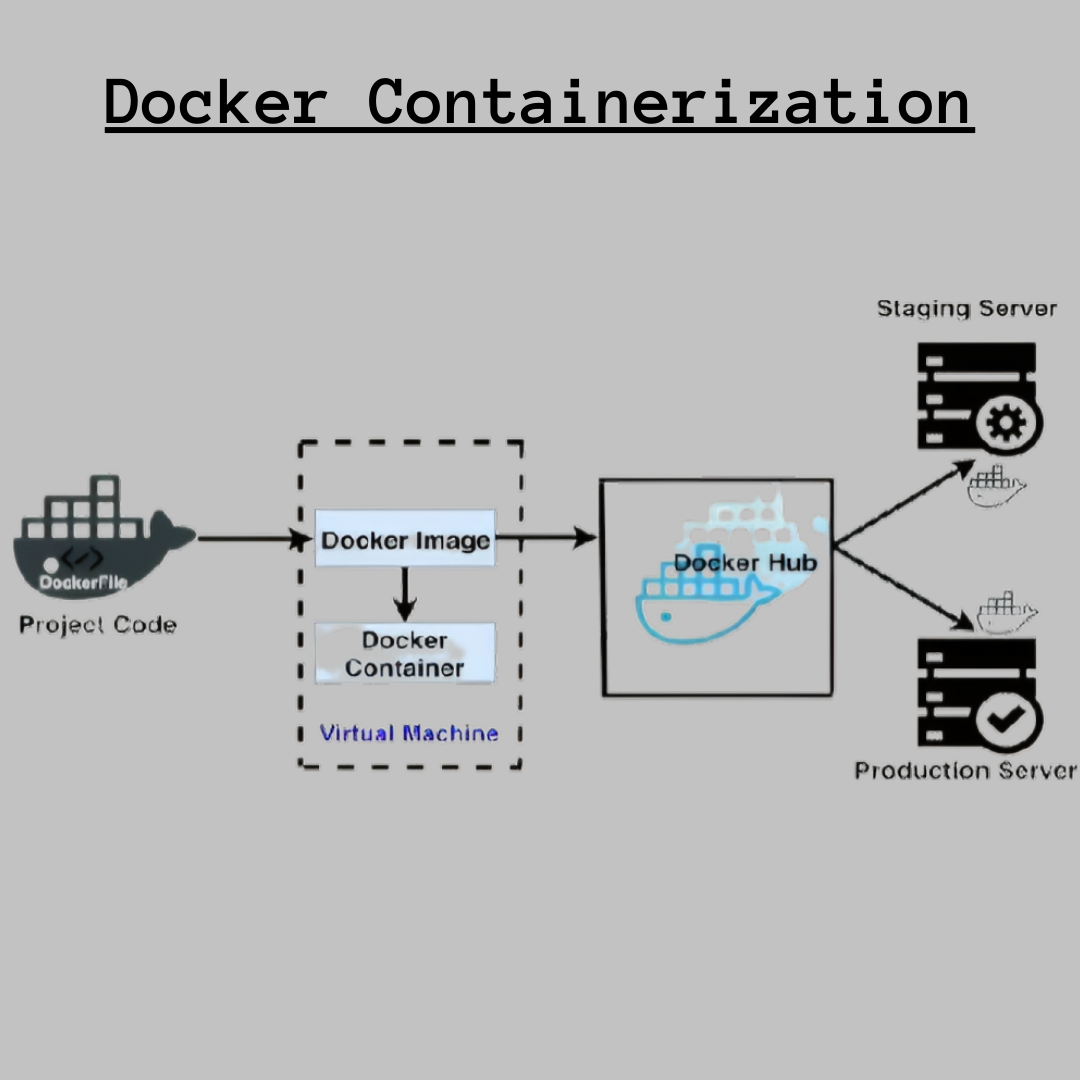 Docker Containerization
Staging Server
</>
DockerFile
Project Code
Docker Image
Docker
Container
Virtual Machine
Docker Hub
Production Server